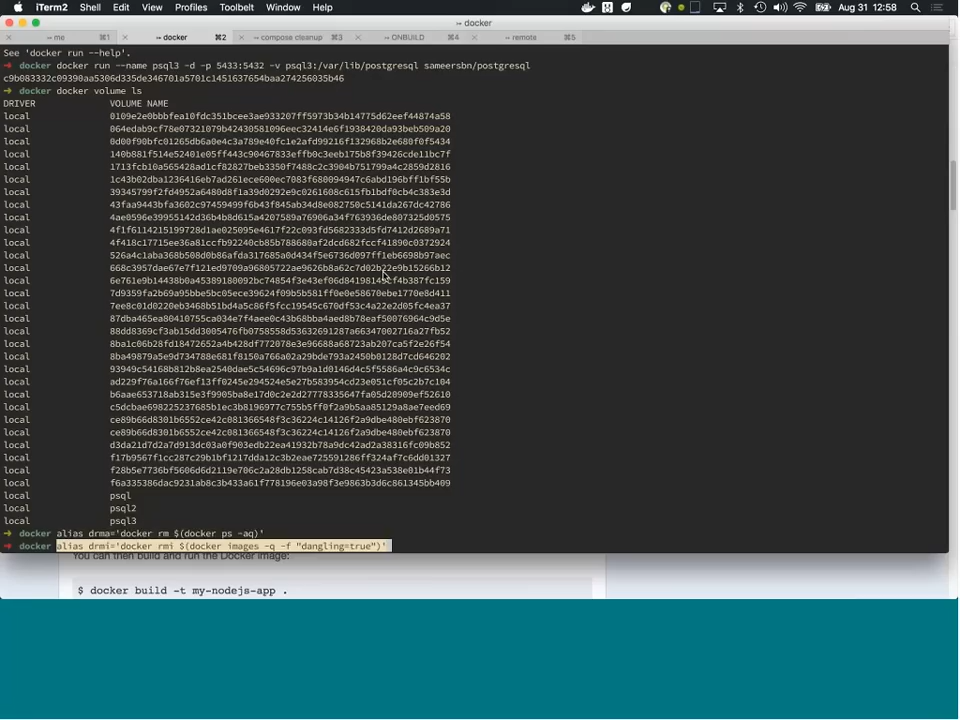 iTerm2 Shell Edit View Profiles Toolbelt Window Help Aug 31 12:58
docker
me ⌘1 docker ⌘2 compose cleanup ⌘3 ONBUILD ⌘4 remote ⌘5
See 'docker run --help'.
➜ docker docker run --name psql3 -d -p 5433:5432 -v psql3:/var/lib/postgresql sameersbn/postgresql
c9b083332c09390aa5306d335de346701a5701c1451637654baa274256035b46
➜ docker docker volume ls
DRIVER VOLUME NAME
local 0109e2e0bbbfea10fdc351bcee3ae933207ff5973b34b14775d62eef44874a58
local 064edab9cf78e07321079b42430581096eec32414e6f1938420da93beb509a20
local 0d00f90bfc01265db6a0e4c3a789e40fc1e2afd99216f132968b2e680f0f5434
local 140b881f514e52401e05ff443c90467833effb0c3eeb175b8f39426cde11bc7f
local 1713fcb10a565428ad1cf82827beb3350f7488c2c3904b751799a4c2859d2816
local 1c43b02dba1236416eb7ad261ece600ec7083f680094947c6abd196bff1bf55b
local 39345799f2fd4952a6480d8f1a39d0292e9c0261608c615fb1bdf0cb4c383e3d
local 43faa9443bfa3602c97459499f6b43f845ab34d8e082750c5141da267dc42786
local 4ae0596e39955142d36b4b8d615a4207589a76906a34f763936de807325d0575
local 4f1f6114215199728d1ae025095e4617f22c093fd5682333d5fd7412d2689a71
local 4f418c17715ee36a81ccfb92240cb85b788680af2dcd682fccf41890c0372924
local 526a4c1aba368b508d0b86afda317685a0d434f5e6736d097ff1eb6698b97aec
local 668c3957dae67e7f121ed9709a96805722ae9626b8a62c7d02b22e9b15266b12
local
local 7d9359fa2b69a95bbe5bc05ece39624f09b5b581ff0e0e58670ebe1770e8d411
local 7ee8c01d0220eb3468b51bd4a5c86f5fcc19545c670df53c4a22e2d05fc4ea37
local 87dba465ea80410755ca034e7f4aee0c43b68bba4aed8b78eaf50076964c9d5e
local 88dd8369cf3ab15dd3005476fb0758558d53632691287a66347002716a27fb52
local 8ba1c06b28fd18472652a4b428df772078e3e96688a68723ab207ca5f2e26f54
local 8ba49879a5e9d734788e681f8150a766a02a29bde793a2450b0128d7cd646202
local 93949c54168b812b8ea2540dae5c54696c97b9a1d0146d4c5f5586a4c9c6534c
local ad229f76a166f76ef13ff0245e294524e5e27b583954cd23e051cf05c2b7c104
local b6aae653718ab315e3f9905ba8e17d0c2e2d27778335647fa05d20909ef52610
local c5dcbae698225237685b1ec3b8196977c755b5ff0f2a9b5aa85129a8ae7eed69
local ce89b66d8301b6552ce42c081366548f3c36224c14126f2a9dbe480ebf623870
local ce89b66d8301b6552ce42c081366548f3c36224c14126f2a9dbe480ebf623870
local d3da21d7d2a7d913dc03a0f903edb22ea41932b78a9dc42ad2a38316fc09b852
local f17b9567f1cc287c29b1bf1217dda12c3b2eae725591286ff324af7c6dd01327
local f28b5e7736bf5606d6d2119e706c2a28db1258cab7d38c45423a538e01b44f73
local f6a335386dac9231ab8c3b433a61f778196e03a98f3e9863b3d6c861345bb409
local psql
local psql2
local psql3
➜ docker alias drma='docker rm $(docker ps -aq)'
➜ docker alias drmi='docker rmi $(docker images -q -f "dangling=true")'
You can then build and run the Docker image:
$ docker build -t my-nodejs-app .